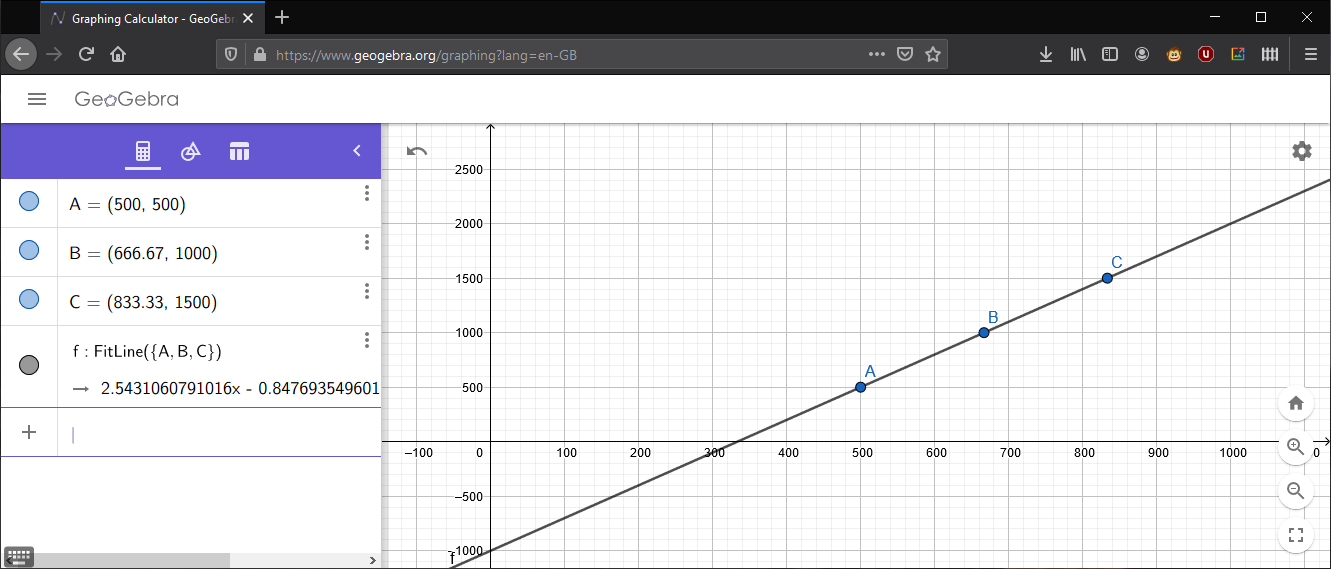 Graphing Calculator - GeoGebr
https://www.geogebra.org/graphing?lang=en-GB
GeoGebra
A = (500, 500)
B = (666.67, 1000)
C = (833.33, 1500)
f : FitLine({A, B, C})
→ 2.5431060791016x - 0.847693549601
2500
2000
1500
1000
500
–500
–1000
–100
0
100
200
300
400
500
600
700
800
900
1000
0
A
B
C
f